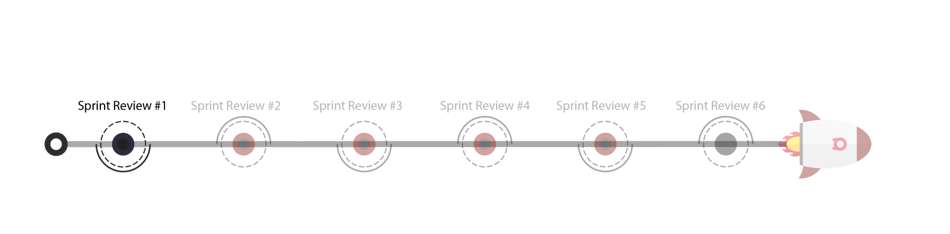 Sprint Review #1
Sprint Review #2
Sprint Review #3
Sprint Review #4
Sprint Review #5
Sprint Review #6